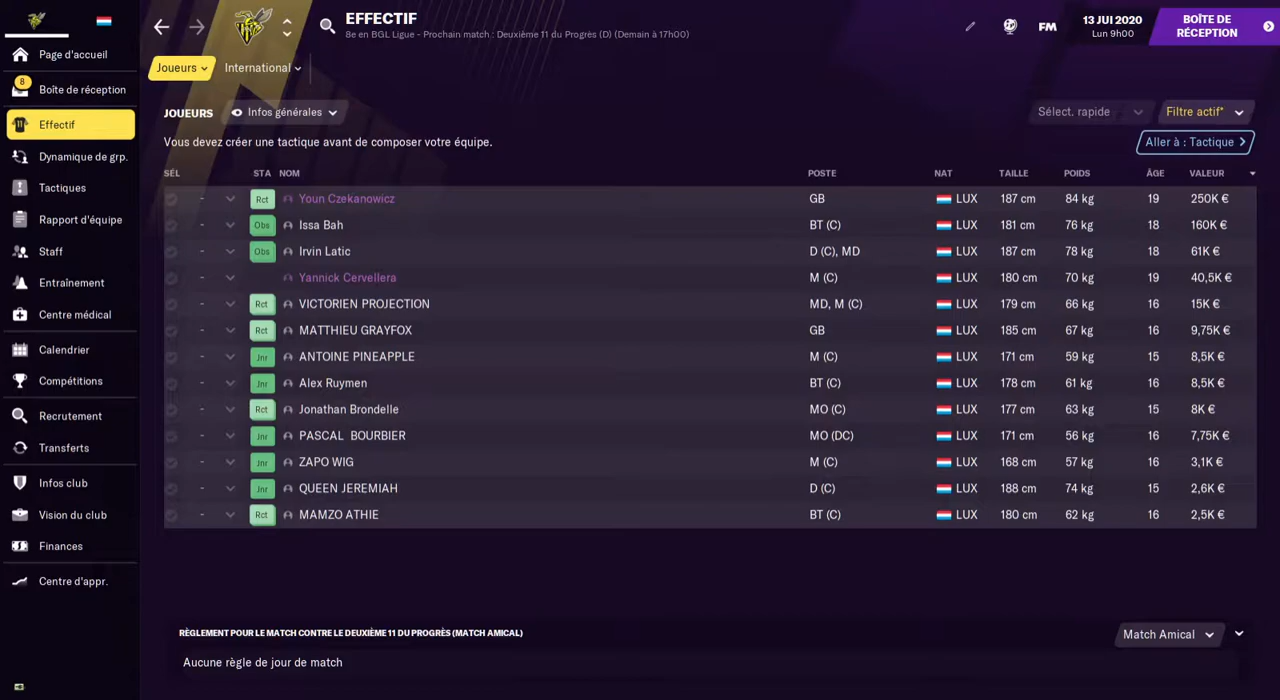 EFFECTIF
8e en BGL Ligue - Prochain match : Deuxième 11 du Progrès (D) (Demain à 17h00)
FM
13 JUI 2020
Lun 9h00
BOÎTE DE
RÉCEPTION
Page d'accueil
8
Boîte de réception
Effectif
Dynamique de grp.
Tactiques
Rapport d'équipe
Staff
Entraînement
Centre médical
Calendrier
Compétitions
Recrutement
Transferts
Infos club
Vision du club
Finances
Centre d'appr.
Joueurs
International
JOUEURS
Infos générales
Sélect. rapide
Filtre actif*
Vous devez créer une tactique avant de composer votre équipe.
Aller à : Tactique
SÉL STA NOM POSTE NAT TAILLE POIDS ÂGE VALEUR
- Rct Youn Czekanowicz GB LUX 187 cm 84 kg 19 250K €
- Obs Issa Bah BT (C) LUX 181 cm 76 kg 18 160K €
- Obs Irvin Latic D (C), MD LUX 187 cm 78 kg 18 61K €
- Yannick Cervellera M (C) LUX 180 cm 70 kg 19 40,5K €
- Rct VICTORIEN PROJECTION MD, M (C) LUX 179 cm 66 kg 16 15K €
- Rct MATTHIEU GRAYFOX GB LUX 185 cm 67 kg 16 9,75K €
- Jnr ANTOINE PINEAPPLE M (C) LUX 171 cm 59 kg 15 8,5K €
- Jnr Alex Ruymen BT (C) LUX 178 cm 61 kg 16 8,5K €
- Rct Jonathan Brondelle MO (C) LUX 177 cm 63 kg 15 8K €
- Jnr PASCAL BOURBIER MO (DC) LUX 171 cm 56 kg 16 7,75K €
- Jnr ZAPO WIG M (C) LUX 168 cm 57 kg 16 3,1K €
- Jnr QUEEN JEREMIAH D (C) LUX 188 cm 74 kg 15 2,6K €
- Rct MAMZO ATHIE BT (C) LUX 180 cm 62 kg 16 2,5K €
RÈGLEMENT POUR LE MATCH CONTRE LE DEUXIÈME 11 DU PROGRÈS (MATCH AMICAL)
Match Amical
Aucune règle de jour de match